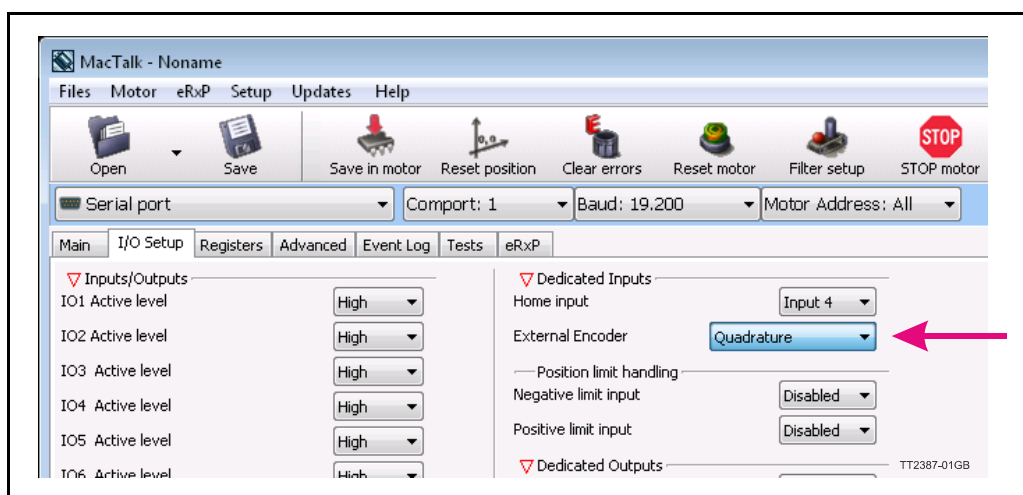 MacTalk - Noname
Files Motor eRxP Setup Updates Help
Open Save Save in motor Reset position Clear errors Reset motor Filter setup STOP motor
STOP
Serial port Comport: 1 Baud: 19.200 Motor Address: All
Main I/O Setup Registers Advanced Event Log Tests eRxP
Inputs/Outputs
IO1 Active level High
IO2 Active level High
IO3 Active level High
IO4 Active level High
IO5 Active level High
IO6 Active level High
Dedicated Inputs
Home input Input 4
External Encoder Quadrature
Position limit handling
Negative limit input Disabled
Positive limit input Disabled
Dedicated Outputs
TT2387-01GB